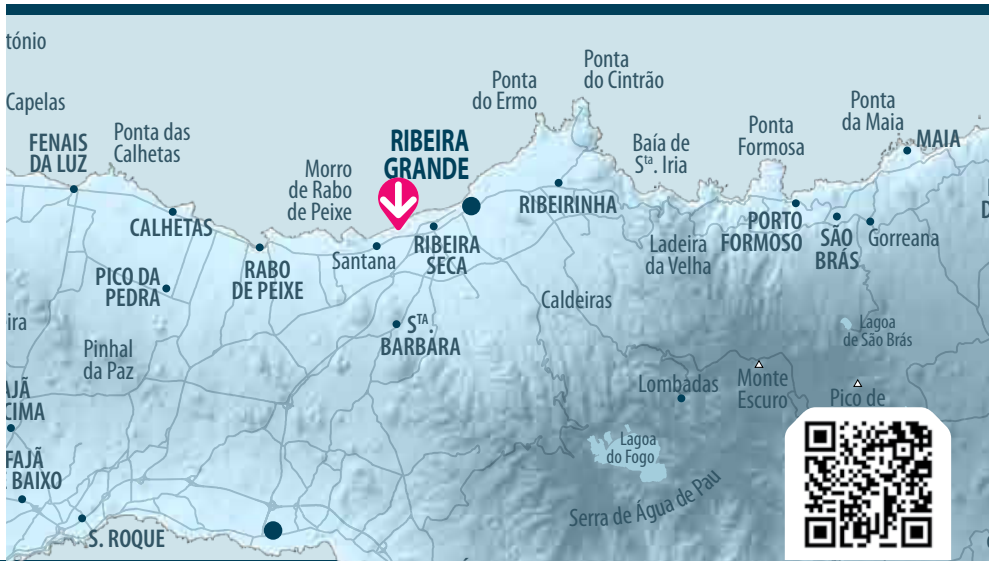 tónio
Capelas
FENAIS
DA LUZ
Ponta das
Calhetas
Morro
de Rabo
de Peixe
RIBEIRA
GRANDE
Ponta
do Ermo
Ponta
do Cintrão
Baía de
Sta. Iria
Ponta
Formosa
Ponta
da Maia
MAIA
CALHETAS
RABO
DE PEIXE
Santana
RIBEIRA
SECA
RIBEIRINHA
Ladeira
da Velha
PORTO
FORMOSO
SÃO
BRÁS
Gorreana
PICO DA
PEDRA
STA.
BARBARA
Caldeiras
Lagoa
de São Brás
ira
Pinhal
da Paz
Lombadas
Monte
Escuro
Pico de
AJÃ
CIMA
Lagoa
do Fogo
FAJÃ
BAIXO
Serra de Água de Pau
S. ROQUE